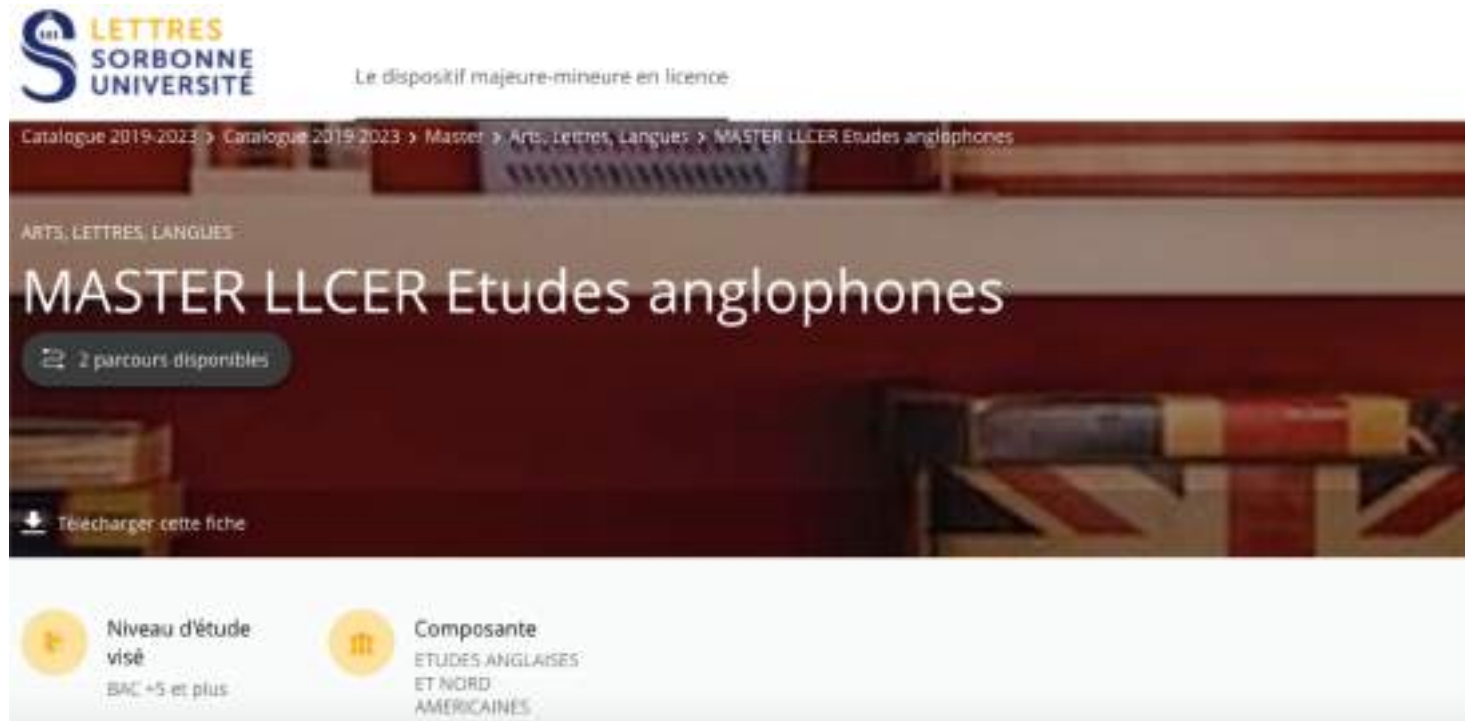 LETTRES
SORBONNE
UNIVERSITÉ
Le dispositif majeure-mineure en licence
Catalogue 2019-2023 > Catalogue 2019-2023 > Master > Arts, Lettres, Langues > MASTER LLCER Etudes anglophones
ARTS, LETTRES, LANGUES
MASTER LLCER Etudes anglophones
2 parcours disponibles
Télécharger cette fiche
Niveau d'étude
visé
BAC +5 et plus
Composante
ETUDES ANGLAISES
ET NORD
AMERICAINES